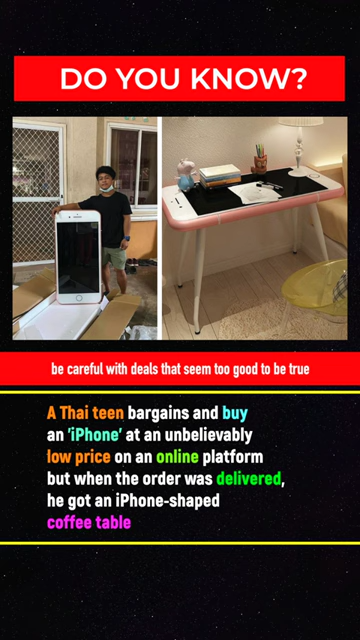 DO YOU KNOW?
be careful with deals that seem too good to be true
A Thai teen bargains and buy
an 'iPhone' at an unbelievably
low price on an online platform
but when the order was delivered,
he got an iPhone-shaped
coffee table